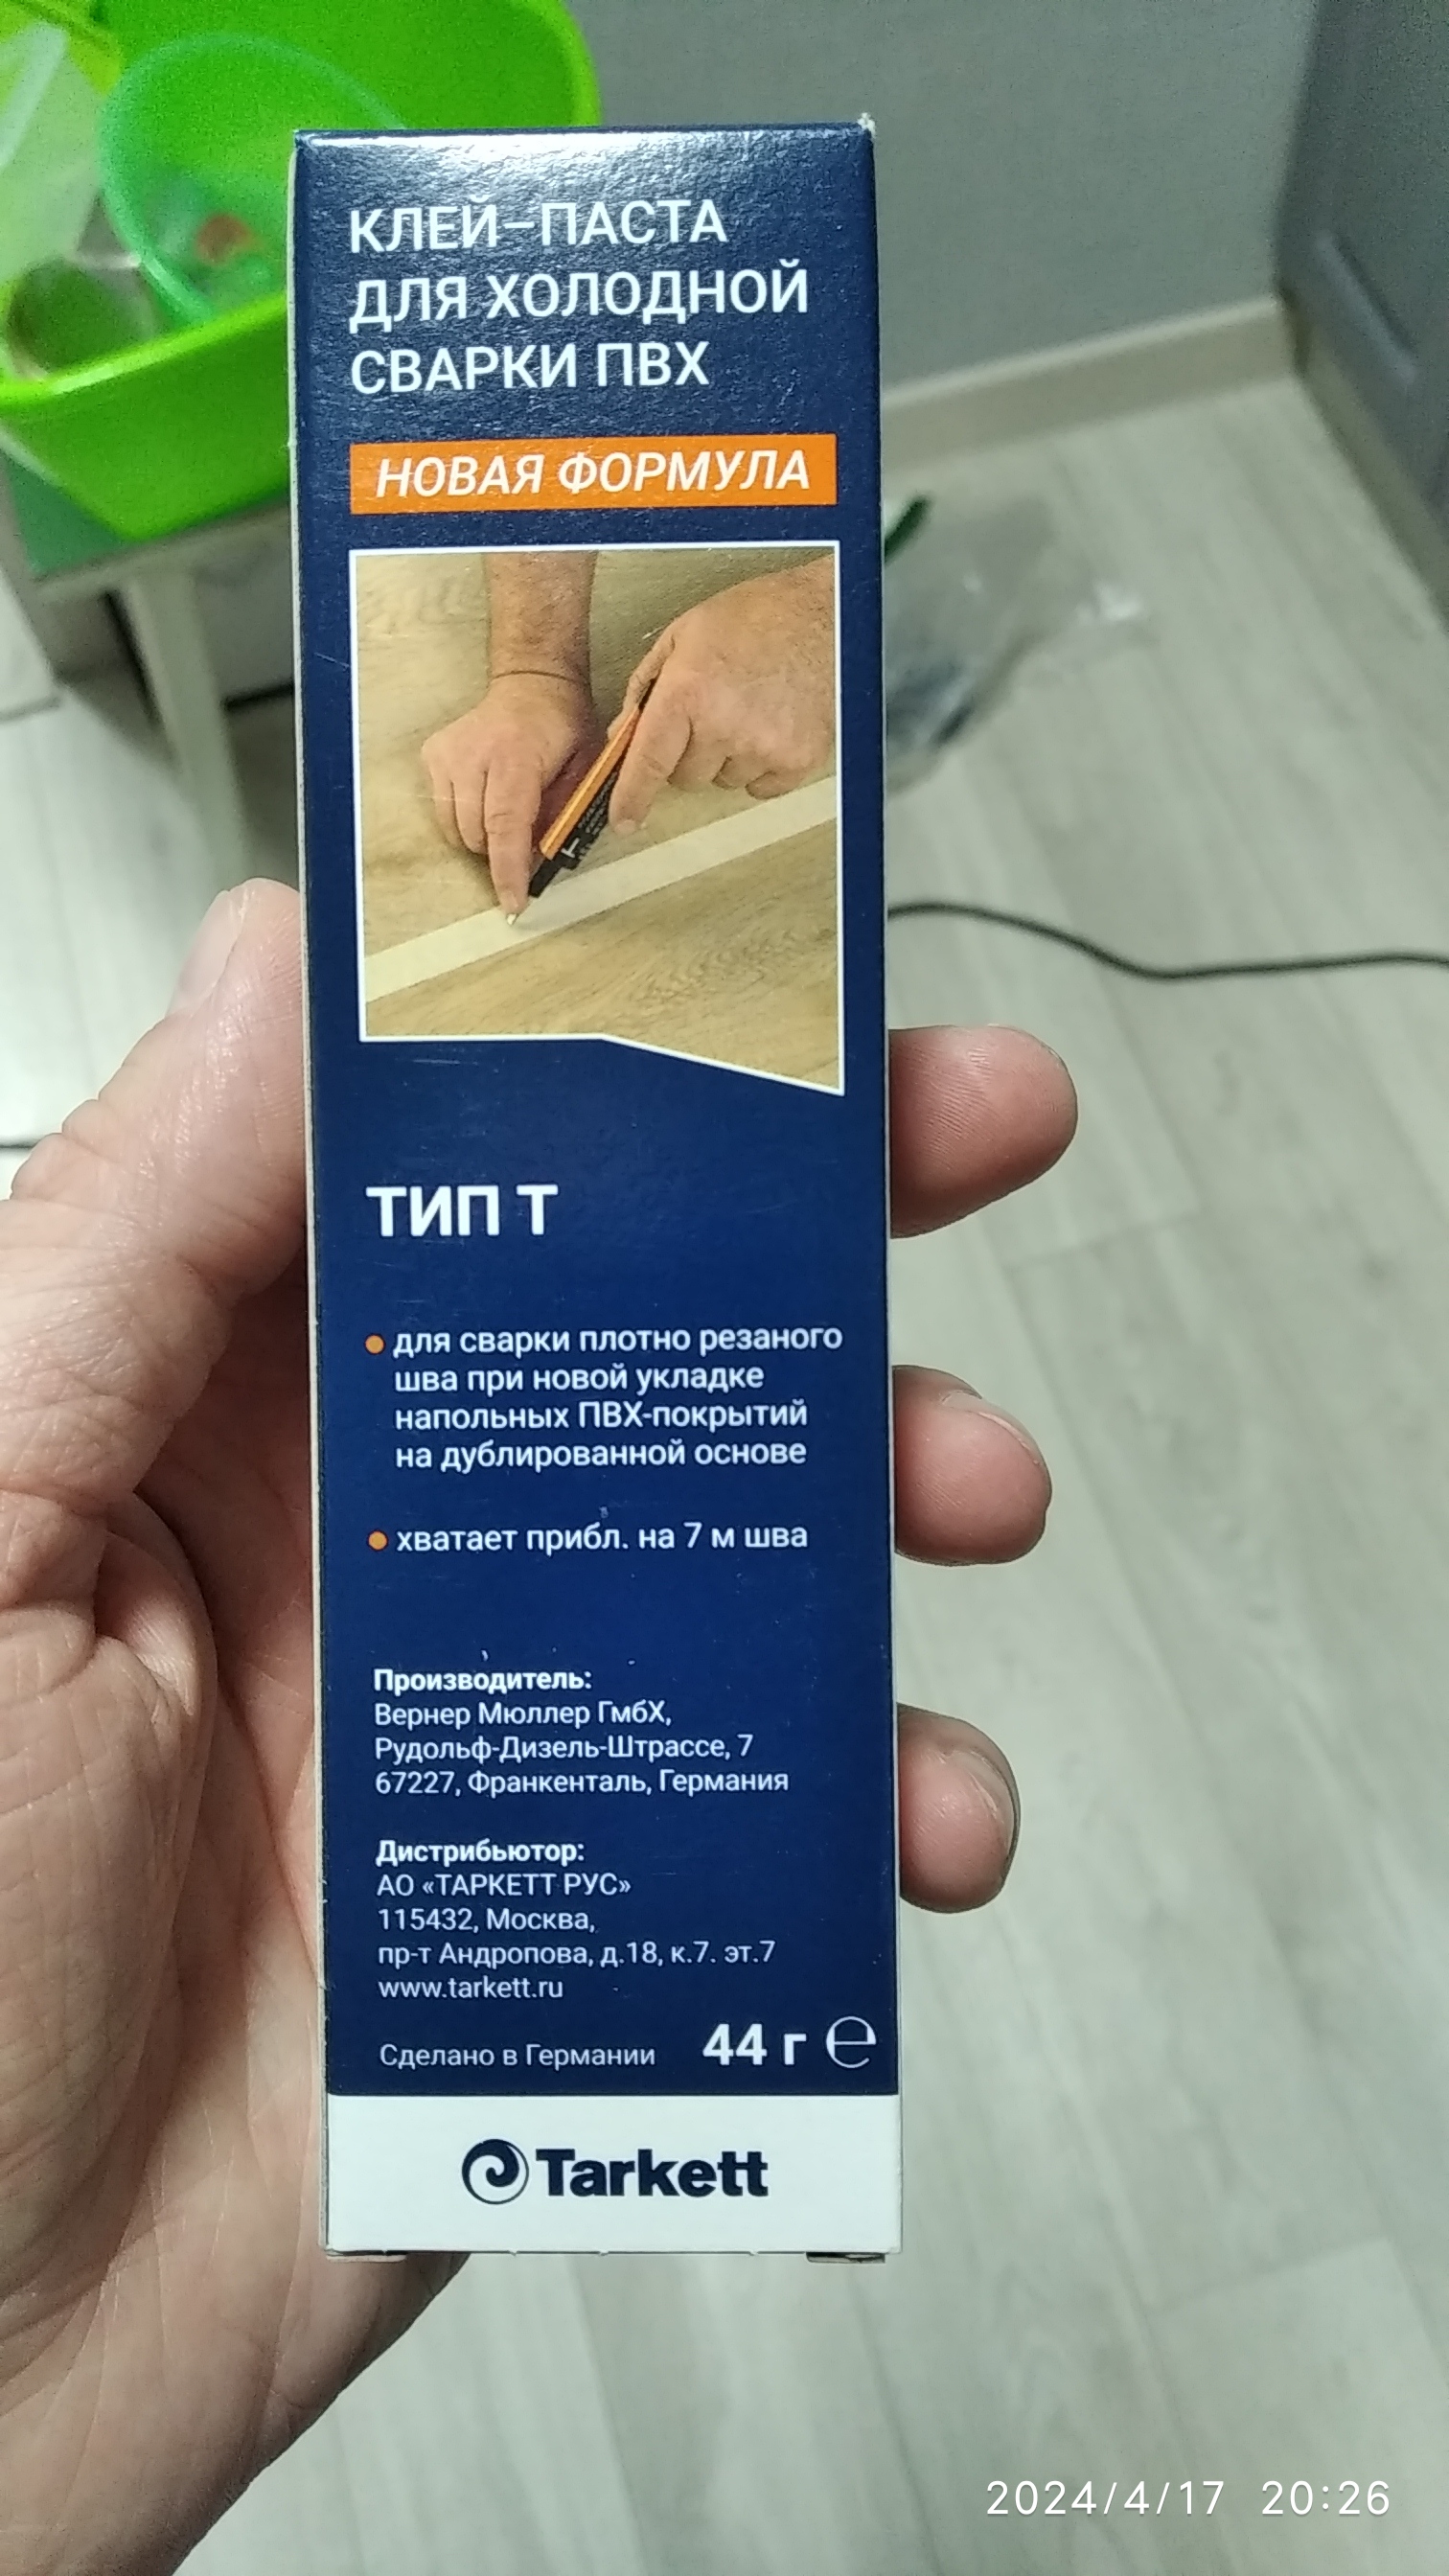 КЛЕЙ–ПАСТА
ДЛЯ ХОЛОДНОЙ
СВАРКИ ПВХ
НОВАЯ ФОРМУЛА
ТИП Т
• для сварки плотно резаного
шва при новой укладке
напольных ПВХ-покрытий
на дублированной основе
• хватает прибл. на 7 м шва
Производитель:
Вернер Мюллер ГмбХ,
Рудольф-Дизель-Штрассе, 7
67227, Франкенталь, Германия
Дистрибьютор:
АО «ТАРКЕТТ РУС»
115432, Москва,
пр-т Андропова, д.18, к.7. эт.7
www.tarkett.ru
Сделано в Германии 44 г ℮
Tarkett
2024/4/17 20:26